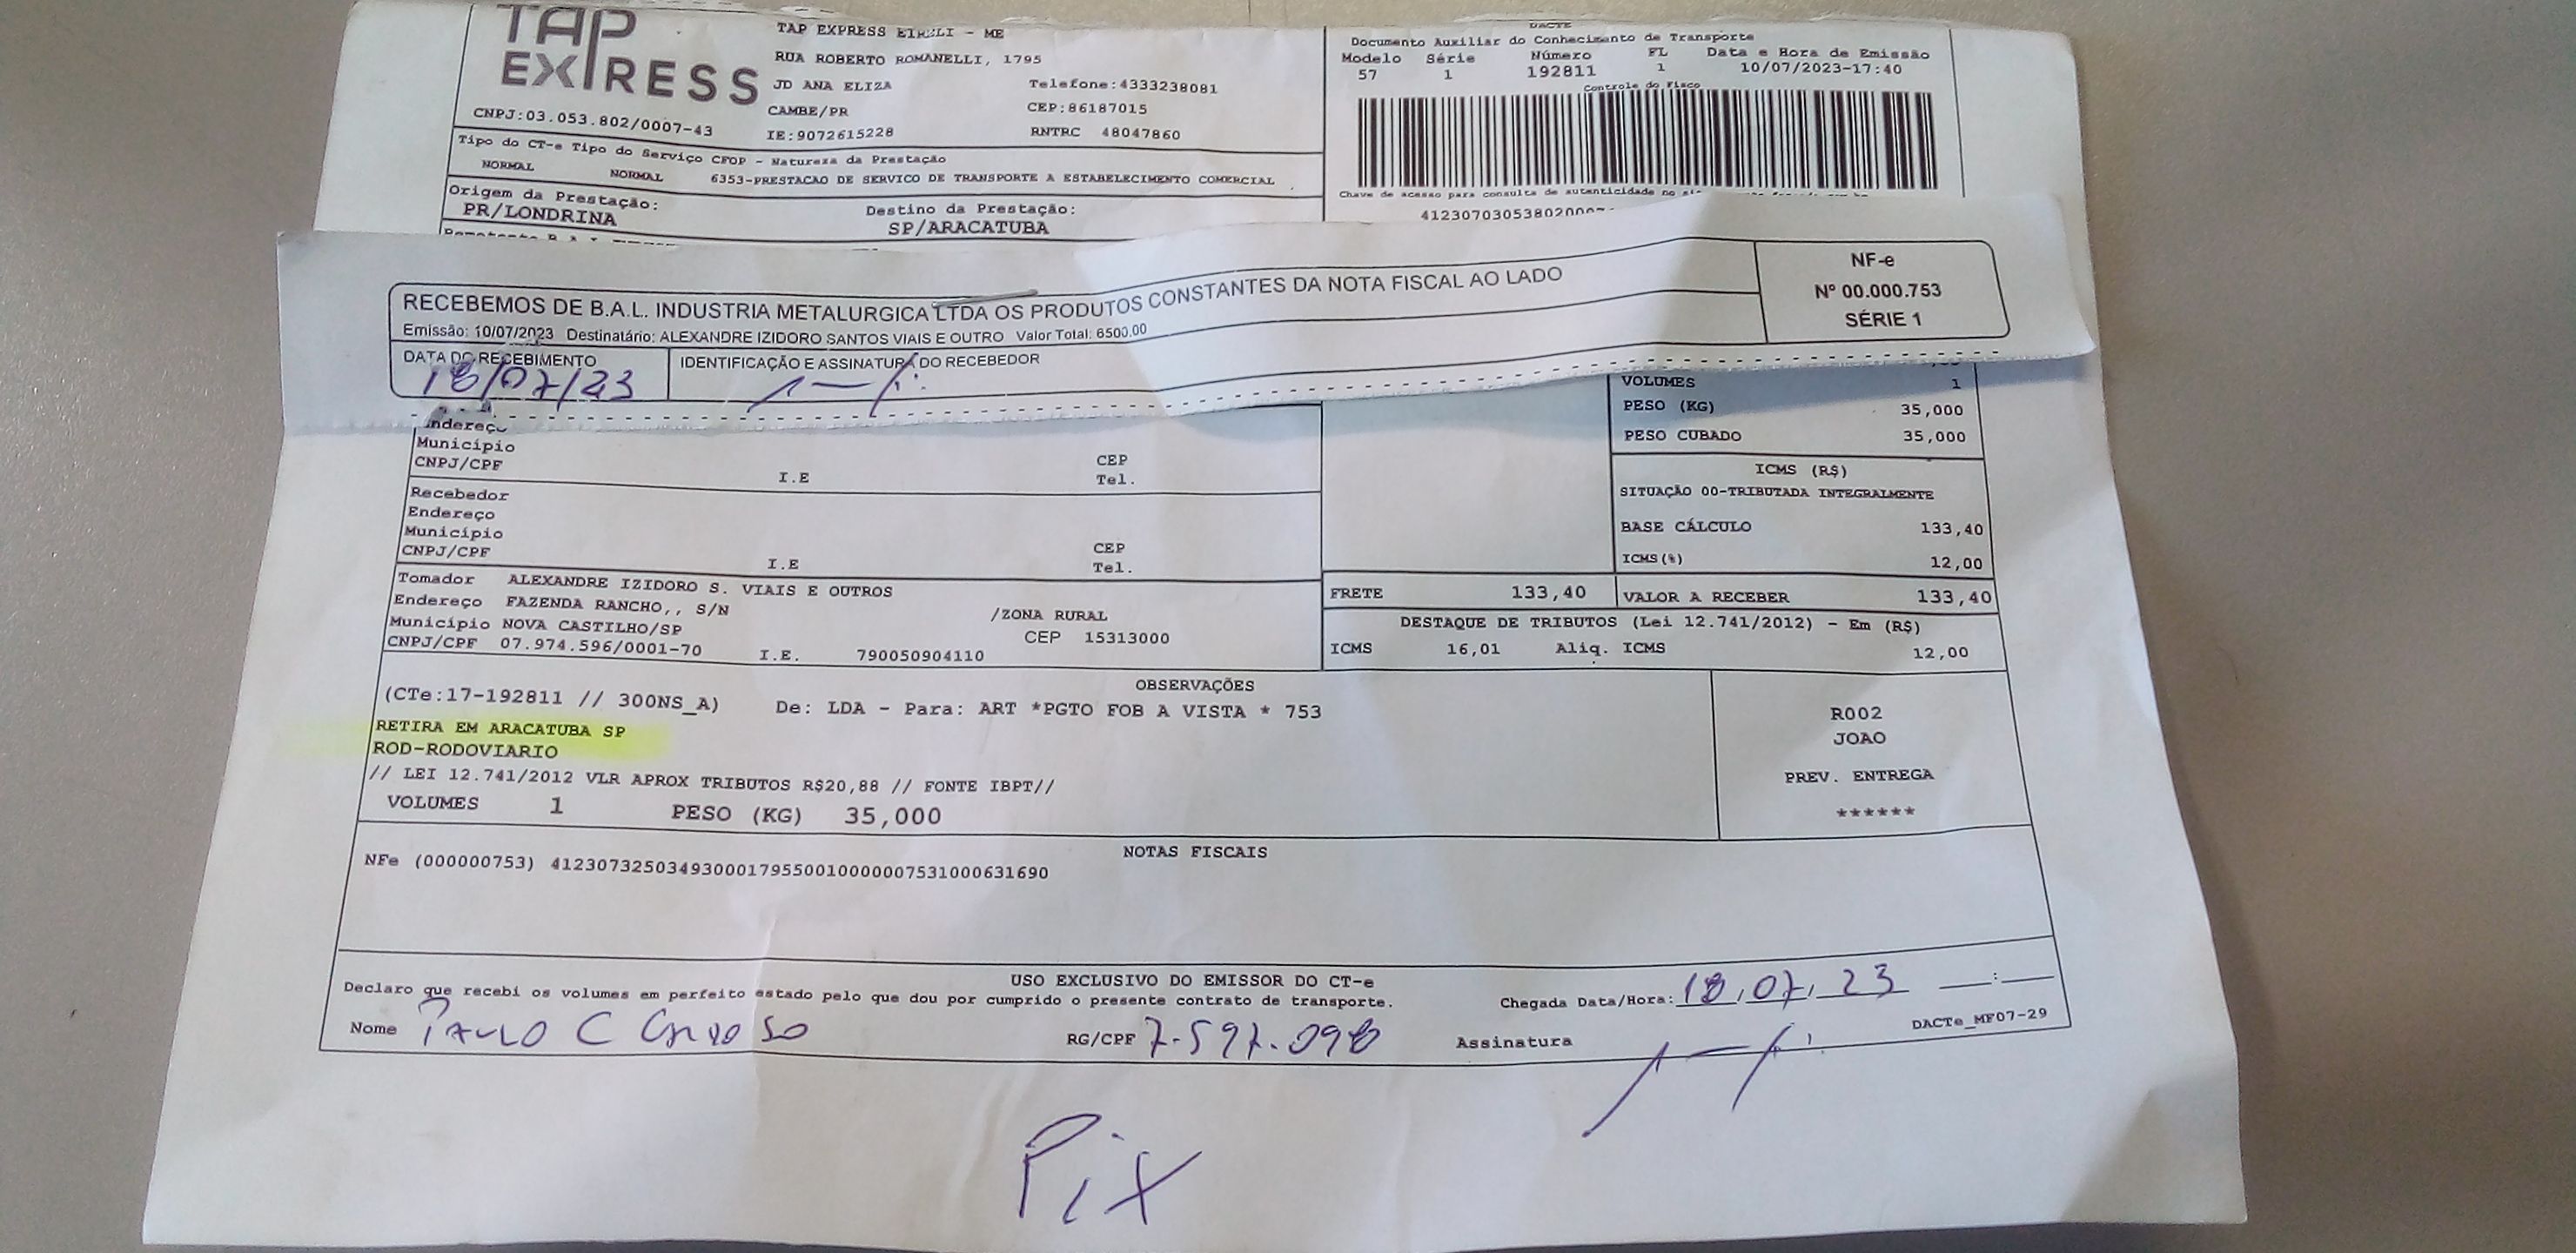 TAP EXPRESS
TAP EXPRESS EIRELI - ME
RUA ROBERTO ROMANELLI, 1795
JD ANA ELIZA Telefone:4333238081
CAMBE/PR CEP:86187015
CNPJ:03.053.802/0007-43 IE:9072615228 RNTRC 48047860
DACTE
Documento Auxiliar do Conhecimento de Transporte
Modelo Série Número FL Data e Hora de Emissão
57 1 192811 1 10/07/2023-17:40
Controle do Fisco
Tipo do CT-e Tipo do Serviço CFOP - Natureza da Prestação
NORMAL NORMAL 6353-PRESTACAO DE SERVICO DE TRANSPORTE A ESTABELECIMENTO COMERCIAL
Chave de acesso para consulta de autenticidade no
Origem da Prestação: Destino da Prestação:
PR/LONDRINA SP/ARACATUBA
RECEBEMOS DE B.A.L. INDUSTRIA METALURGICA LTDA OS PRODUTOS CONSTANTES DA NOTA FISCAL AO LADO
Emissão: 10/07/2023 Destinatário: ALEXANDRE IZIDORO SANTOS VIAIS E OUTRO Valor Total: 6500.00
NF-e
Nº 00.000.753
SÉRIE 1
DATA DO RECEBIMENTO IDENTIFICAÇÃO E ASSINATURA DO RECEBEDOR
18/07/23
VOLUMES 1
PESO (KG) 35,000
PESO CUBADO 35,000
Endereço
Município CEP
CNPJ/CPF I.E Tel.
Recebedor
Endereço
Município CEP
CNPJ/CPF I.E Tel.
ICMS (R$)
SITUAÇÃO 00-TRIBUTADA INTEGRALMENTE
BASE CÁLCULO 133,40
ICMS(%) 12,00
Tomador ALEXANDRE IZIDORO S. VIAIS E OUTROS
Endereço FAZENDA RANCHO,, S/N /ZONA RURAL
Município NOVA CASTILHO/SP CEP 15313000
CNPJ/CPF 07.974.596/0001-70 I.E. 790050904110
FRETE 133,40 VALOR A RECEBER 133,40
DESTAQUE DE TRIBUTOS (Lei 12.741/2012) - Em (R$)
ICMS 16,01 Aliq. ICMS 12,00
OBSERVAÇÕES
(CTe:17-192811 // 300NS_A) De: LDA - Para: ART *PGTO FOB A VISTA * 753
RETIRA EM ARACATUBA SP
ROD-RODOVIARIO
// LEI 12.741/2012 VLR APROX TRIBUTOS R$20,88 // FONTE IBPT//
VOLUMES 1 PESO (KG) 35,000
R002
JOAO
PREV. ENTREGA
******
NOTAS FISCAIS
NFe (000000753) 41230732503493000179550010000007531000631690
USO EXCLUSIVO DO EMISSOR DO CT-e
Declaro que recebi os volumes em perfeito estado pelo que dou por cumprido o presente contrato de transporte.
Chegada Data/Hora: 18,07,23 __:__
Nome PAULO C CARDOSO RG/CPF 7.597.098 Assinatura
DACTe_MF07-29
Pix